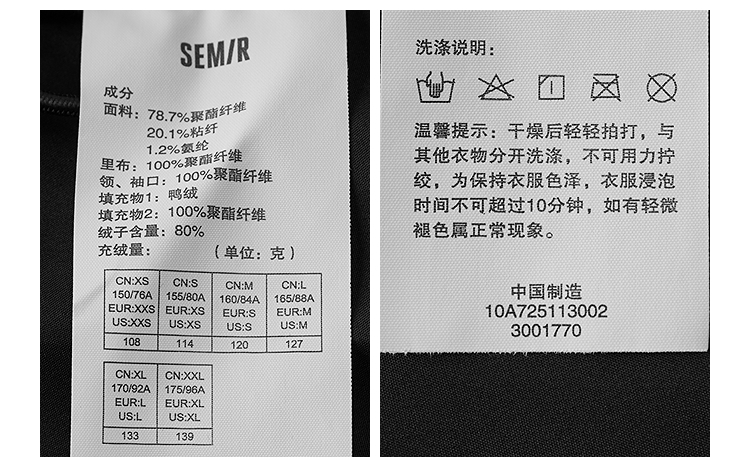 SEMIR
成分
面料：78.7%聚酯纤维
20.1%粘纤
1.2%氨纶
里布：100%聚酯纤维
领、袖口：100%聚酯纤维
填充物1：鸭绒
填充物2：100%聚酯纤维
绒子含量：80%
充绒量： （单位：克）
CN:XS CN:S CN:M CN:L
150/76A 155/80A 160/84A 165/88A
EUR:XXS EUR:XS EUR:S EUR:M
US:XXS US:XS US:S US:M
108 114 120 127
CN:XL CN:XXL
170/92A 175/96A
EUR:L EUR:XL
US:L US:XL
133 139
洗涤说明：
温馨提示：干燥后轻轻拍打，与
其他衣物分开洗涤，不可用力拧
绞，为保持衣服色泽，衣服浸泡
时间不可超过10分钟，如有轻微
褪色属正常现象。
中国制造
10A725113002
3001770